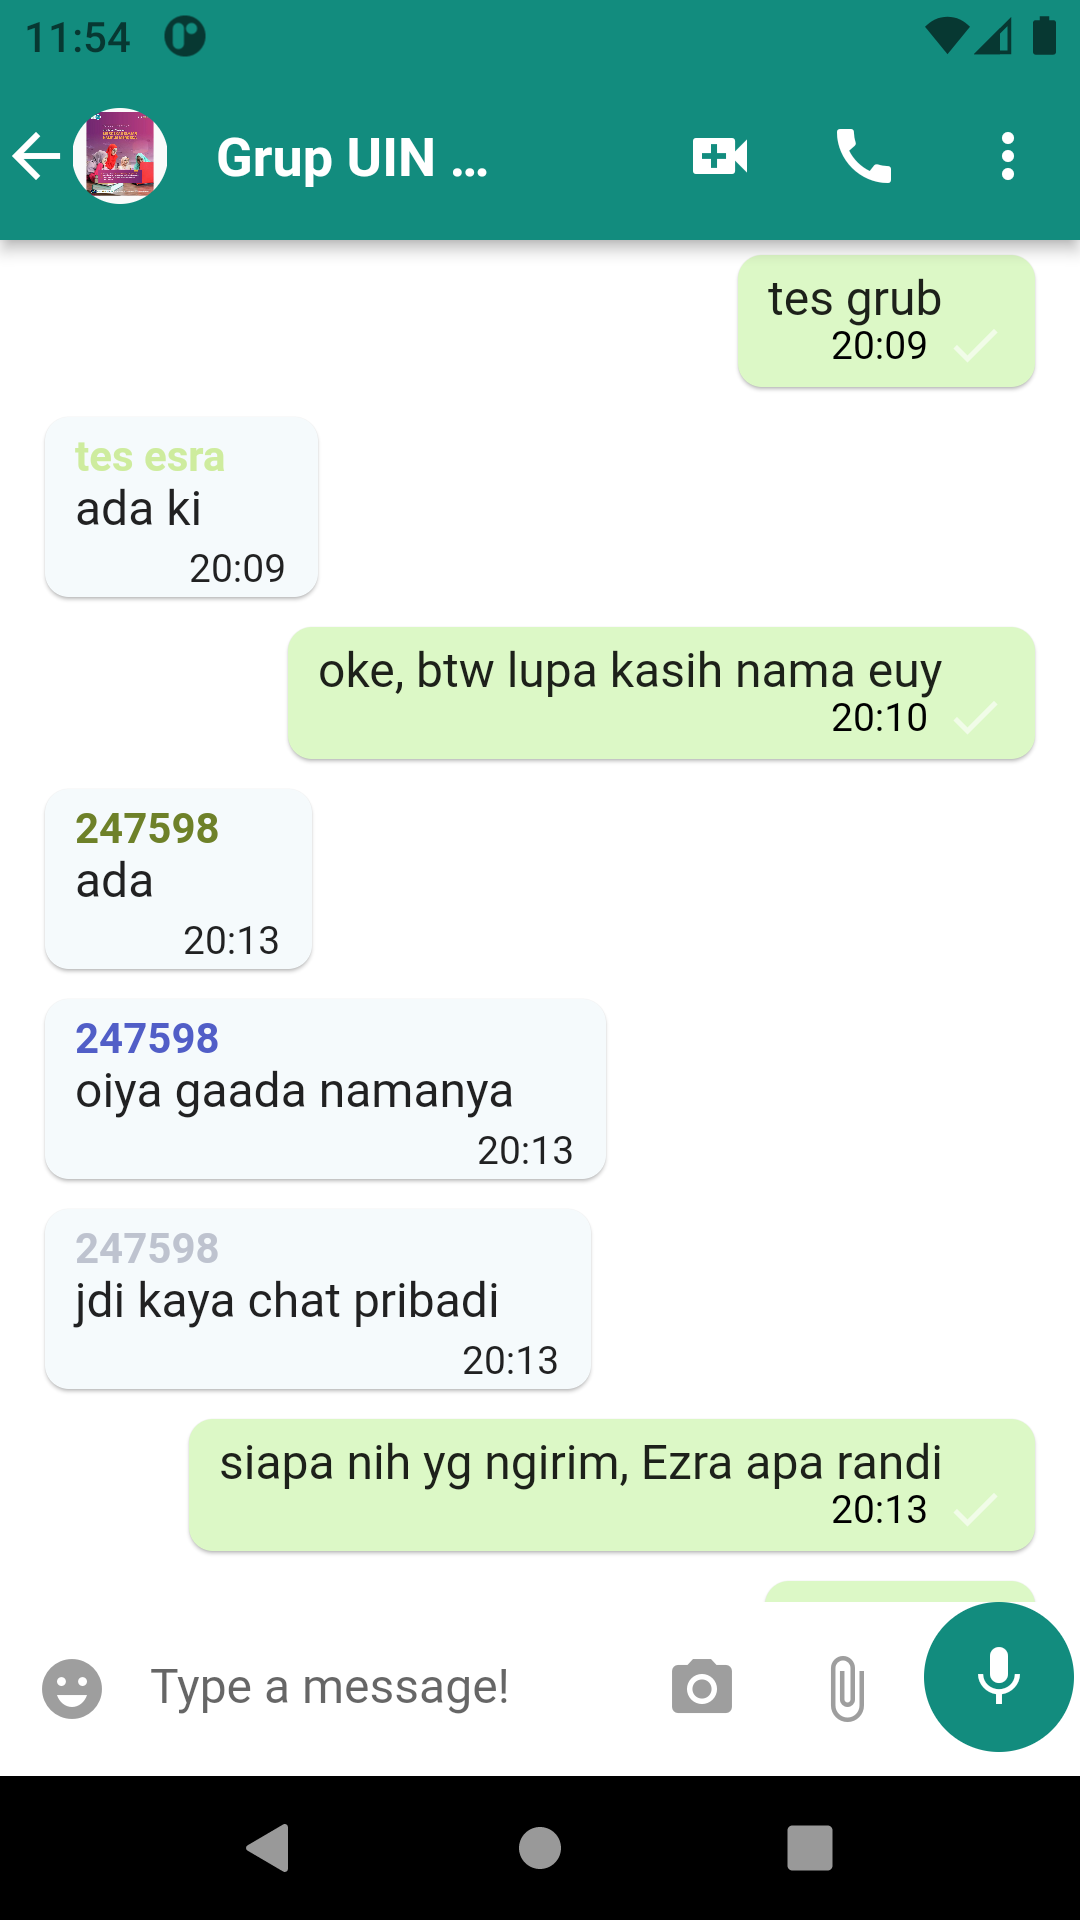 11:54
Grup UIN ...
tes grub
20:09
tes esra
ada ki
20:09
oke, btw lupa kasih nama euy
20:10
247598
ada
20:13
247598
oiya gaada namanya
20:13
247598
jdi kaya chat pribadi
20:13
siapa nih yg ngirim, Ezra apa randi
20:13
Type a message!